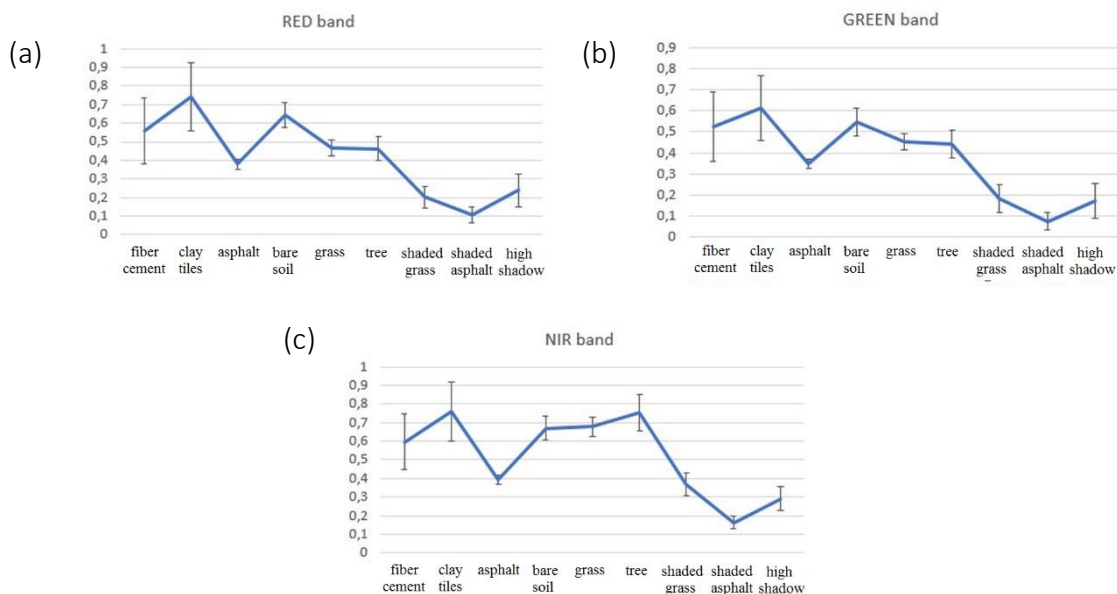 (a)
RED band
1
0,9
0,8
0,7
0,6
0,5
0,4
0,3
0,2
0,1
0
fiber cement
clay tiles
asphalt
bare soil
grass
tree
shaded grass
shaded asphalt
high shadow
(b)
GREEN band
0,9
0,8
0,7
0,6
0,5
0,4
0,3
0,2
0,1
0
fiber cement
clay tiles
asphalt
bare soil
grass
tree
shaded grass
shaded asphalt
high shadow
(c)
NIR band
1
0,9
0,8
0,7
0,6
0,5
0,4
0,3
0,2
0,1
0
fiber cement
clay tiles
asphalt
bare soil
grass
tree
shaded grass
shaded asphalt
high shadow